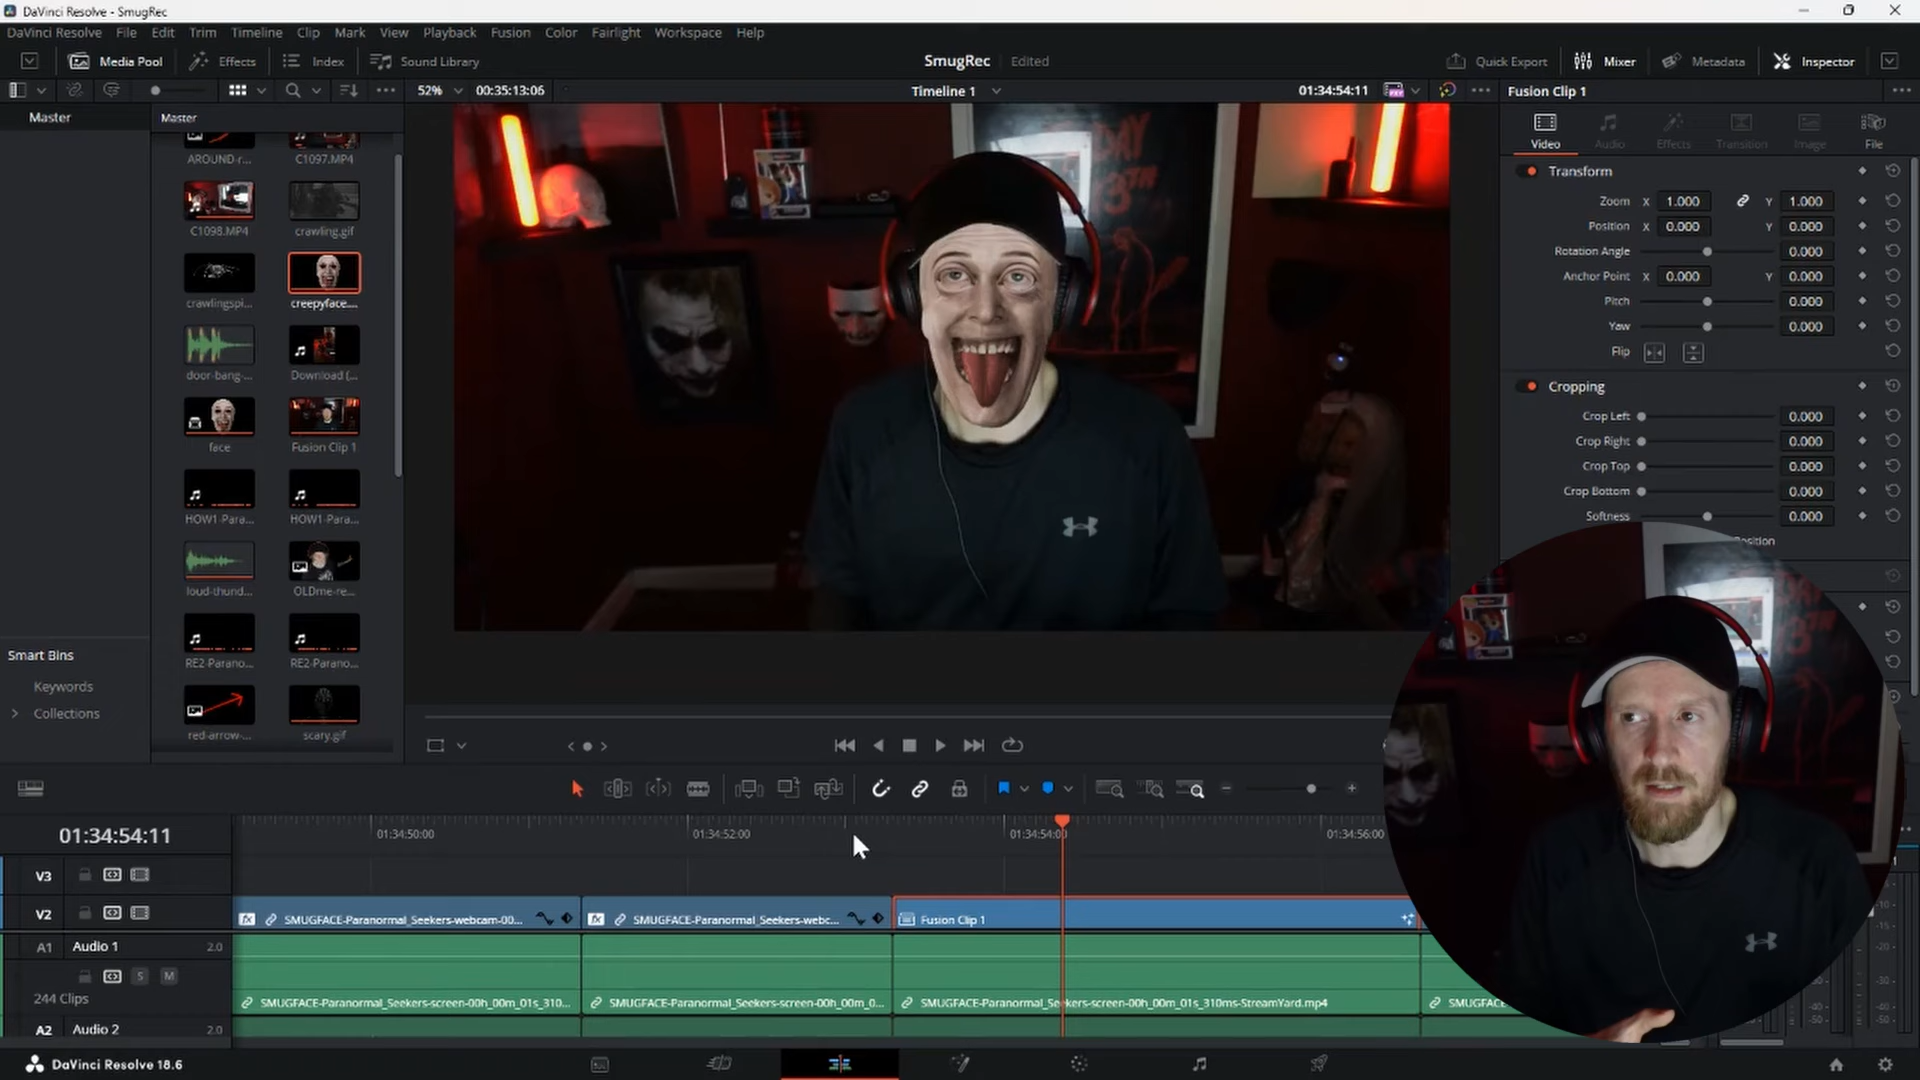 DaVinci Resolve - SmugRec
DaVinci Resolve File Edit Trim Timeline Clip Mark View Playback Fusion Color Fairlight Workspace Help
Media Pool Effects Index Sound Library SmugRec Edited Quick Export Mixer Metadata Inspector
52% 00:35:13:06 Timeline 1 01:34:54:11 Fusion Clip 1
Master Master
Video Audio Effects Transition Image File
AROUND-r... C1097.MP4
C1098.MP4 crawling.gif
crawlingspi... creepyface....
door-bang-... Download (...
face Fusion Clip 1
HOW1-Para... HOW1-Para...
loud-thund... OLDme-re...
RE2-Parano... RE2-Parano...
red-arrow-... scary.gif
Smart Bins
Keywords
Collections
Transform
Zoom X 1.000 Y 1.000
Position X 0.000 Y 0.000
Rotation Angle 0.000
Anchor Point X 0.000 Y 0.000
Pitch 0.000
Yaw 0.000
Flip
Cropping
Crop Left 0.000
Crop Right 0.000
Crop Top 0.000
Crop Bottom 0.000
Softness 0.000
Position
DAY
13TH
01:34:54:11
01:34:50:00 01:34:52:00 01:34:54:00 01:34:56:00
V3
V2
SMUGFACE-Paranormal_Seekers-webcam-00... SMUGFACE-Paranormal_Seekers-webc... Fusion Clip 1
A1 Audio 1 2.0
S M
244 Clips
SMUGFACE-Paranormal_Seekers-screen-00h_00m_01s_310... SMUGFACE-Paranormal_Seekers-screen-00h_00m_0... SMUGFACE-Paranormal_Seekers-screen-00h_00m_01s_310ms-StreamYard.mp4 SMUGFACE
A2 Audio 2 2.0
DaVinci Resolve 18.6